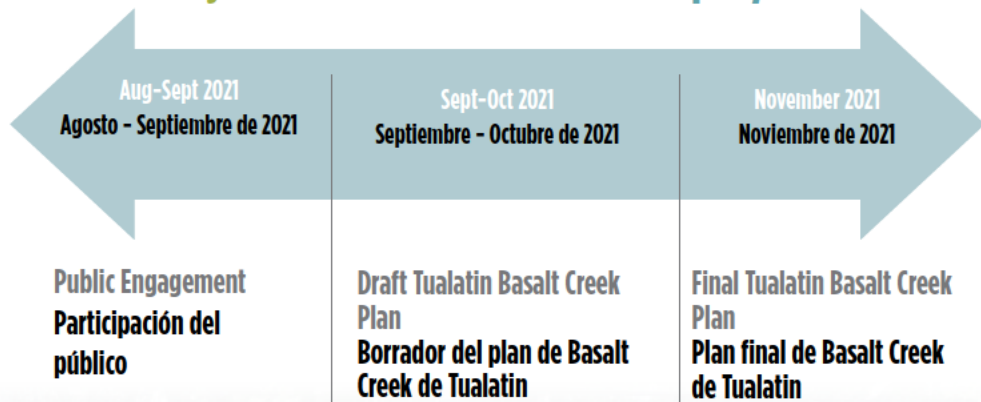 Aug-Sept 2021
Agosto - Septiembre de 2021
Sept-Oct 2021
Septiembre - Octubre de 2021
November 2021
Noviembre de 2021
Public Engagement
Participación del
público
Draft Tualatin Basalt Creek
Plan
Borrador del plan de Basalt
Creek de Tualatin
Final Tualatin Basalt Creek
Plan
Plan final de Basalt Creek
de Tualatin